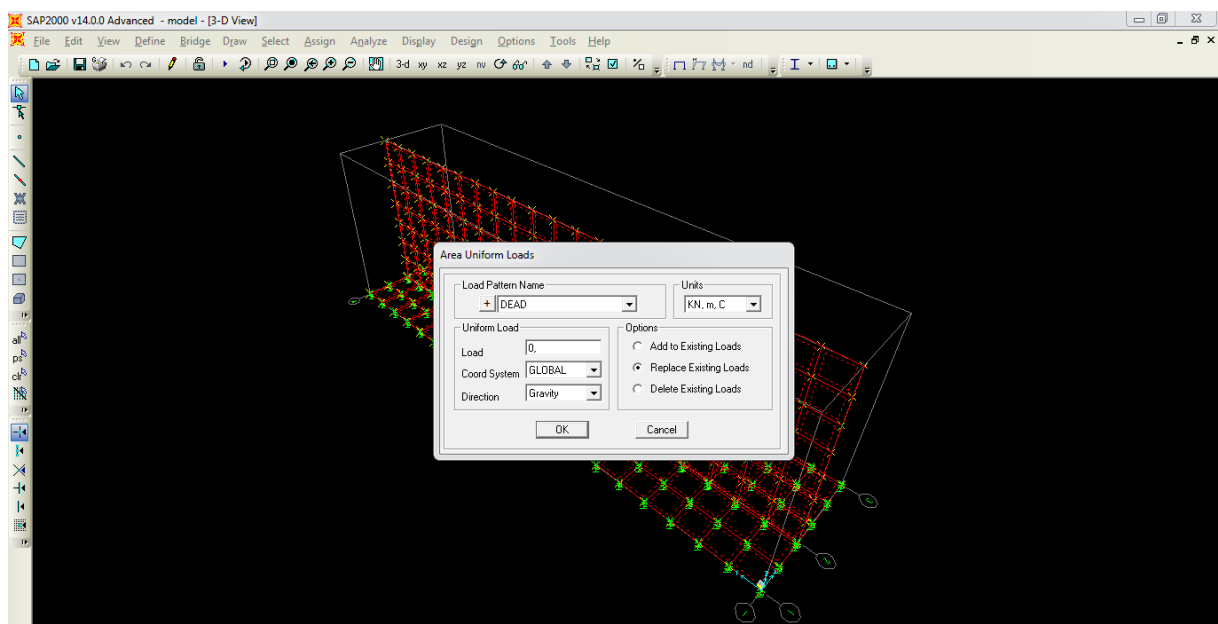 SAP2000 v14.0.0 Advanced - model - [3-D View]
File Edit View Define Bridge Draw Select Assign Analyze Display Design Options Tools Help
3-d xy xz yz nv nd
all
ps
clr
Area Uniform Loads
Load Pattern Name
+ DEAD
Units
KN, m, C
Uniform Load
Load 0,
Coord System GLOBAL
Direction Gravity
Options
Add to Existing Loads
Replace Existing Loads
Delete Existing Loads
OK Cancel